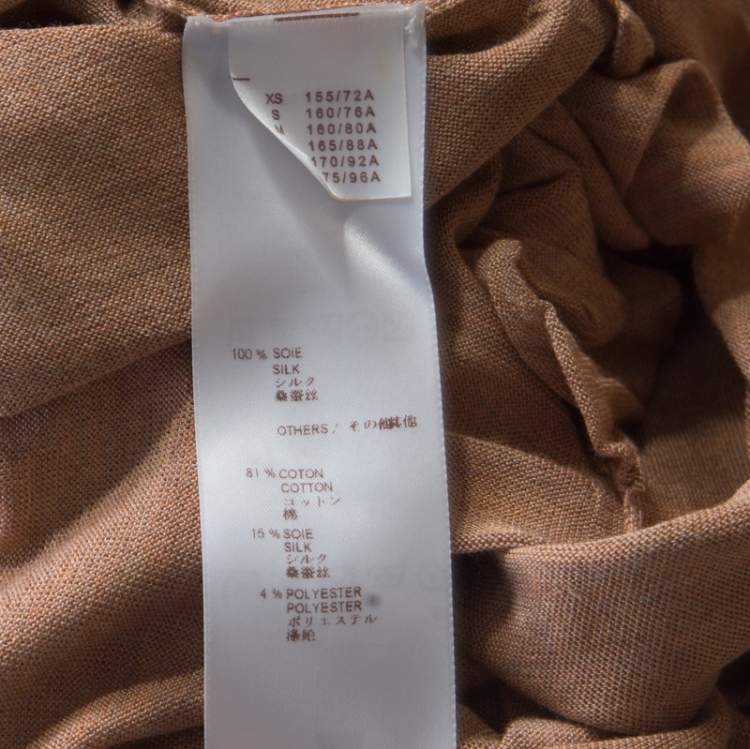 XS 155/72A
S 160/76A
M 160/80A
165/88A
170/92A
75/96A
100 % SOIE
SILK
シルク
桑蚕丝
OTHERS / その他其他
81 % COTON
COTTON
コットン
棉
15 % SOIE
SILK
シルク
桑蚕丝
4 % POLYESTER
POLYESTER
ポリエステル
涤纶